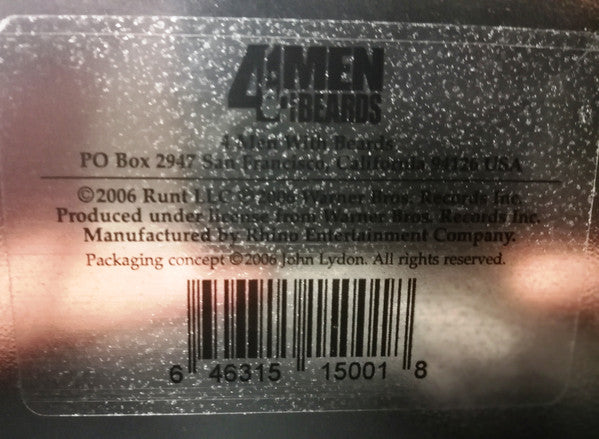 4 MEN
WITH BEARDS
4 Men With Beards
PO Box 2947 San Francisco, California 94126 USA
©2006 Runt LLC ℗2006 Warner Bros. Records Inc.
Produced under license from Warner Bros. Records Inc.
Manufactured by Rhino Entertainment Company.
Packaging concept ©2006 John Lydon. All rights reserved.
6 46315 15001 8